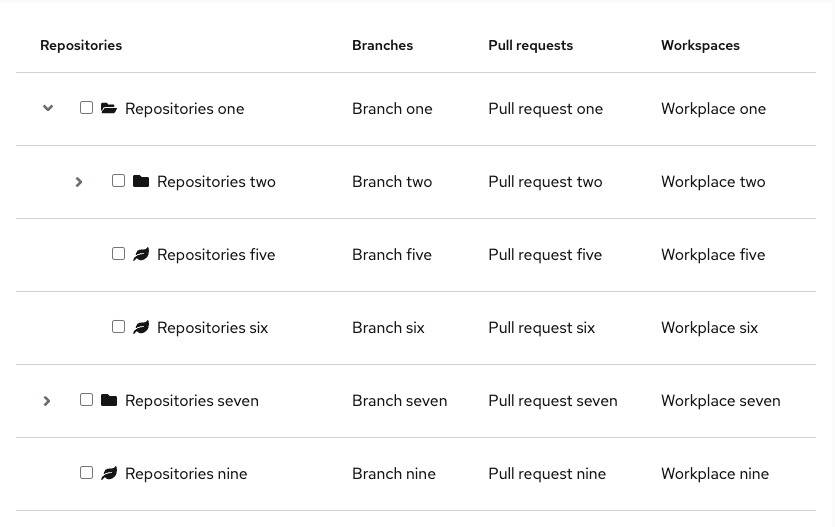 Repositories Branches Pull requests Workspaces
Repositories one Branch one Pull request one Workplace one
Repositories two Branch two Pull request two Workplace two
Repositories five Branch five Pull request five Workplace five
Repositories six Branch six Pull request six Workplace six
Repositories seven Branch seven Pull request seven Workplace seven
Repositories nine Branch nine Pull request nine Workplace nine